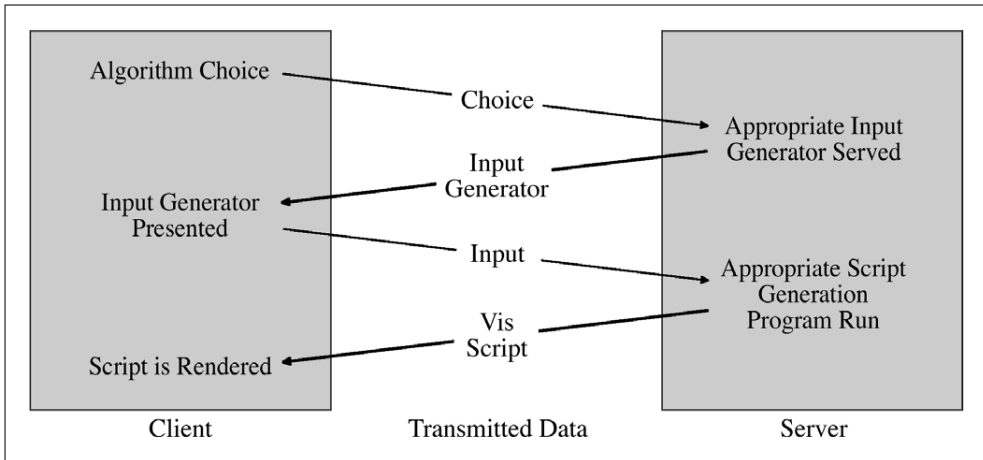 Algorithm Choice
Choice
Appropriate Input
Generator Served
Input
Generator
Input Generator
Presented
Input
Appropriate Script
Generation
Program Run
Vis
Script
Script is Rendered
Client
Transmitted Data
Server